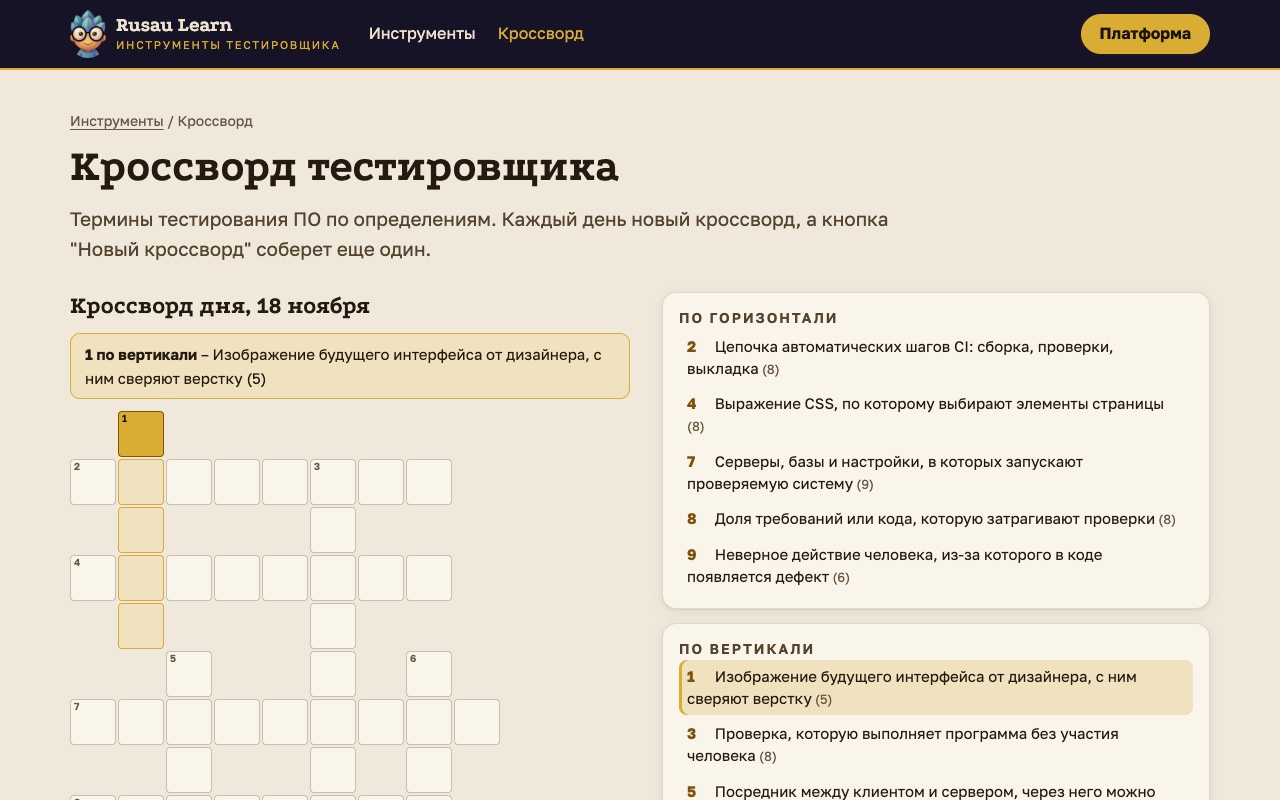 Rusau Learn
ИНСТРУМЕНТЫ ТЕСТИРОВЩИКА
Инструменты
Кроссворд
Платформа
Инструменты / Кроссворд
Кроссворд тестировщика
Термины тестирования ПО по определениям. Каждый день новый кроссворд, а кнопка
"Новый кроссворд" соберет еще один.
Кроссворд дня, 18 ноября
1 по вертикали – Изображение будущего интерфейса от дизайнера, с
ним сверяют верстку (5)
1
2
3
4
5
6
7
ПО ГОРИЗОНТАЛИ
2 Цепочка автоматических шагов CI: сборка, проверки,
выкладка (8)
4 Выражение CSS, по которому выбирают элементы страницы
(8)
7 Серверы, базы и настройки, в которых запускают
проверяемую систему (9)
8 Доля требований или кода, которую затрагивают проверки (8)
9 Неверное действие человека, из-за которого в коде
появляется дефект (6)
ПО ВЕРТИКАЛИ
1 Изображение будущего интерфейса от дизайнера, с ним
сверяют верстку (5)
3 Проверка, которую выполняет программа без участия
человека (8)
5 Посредник между клиентом и сервером, через него можно